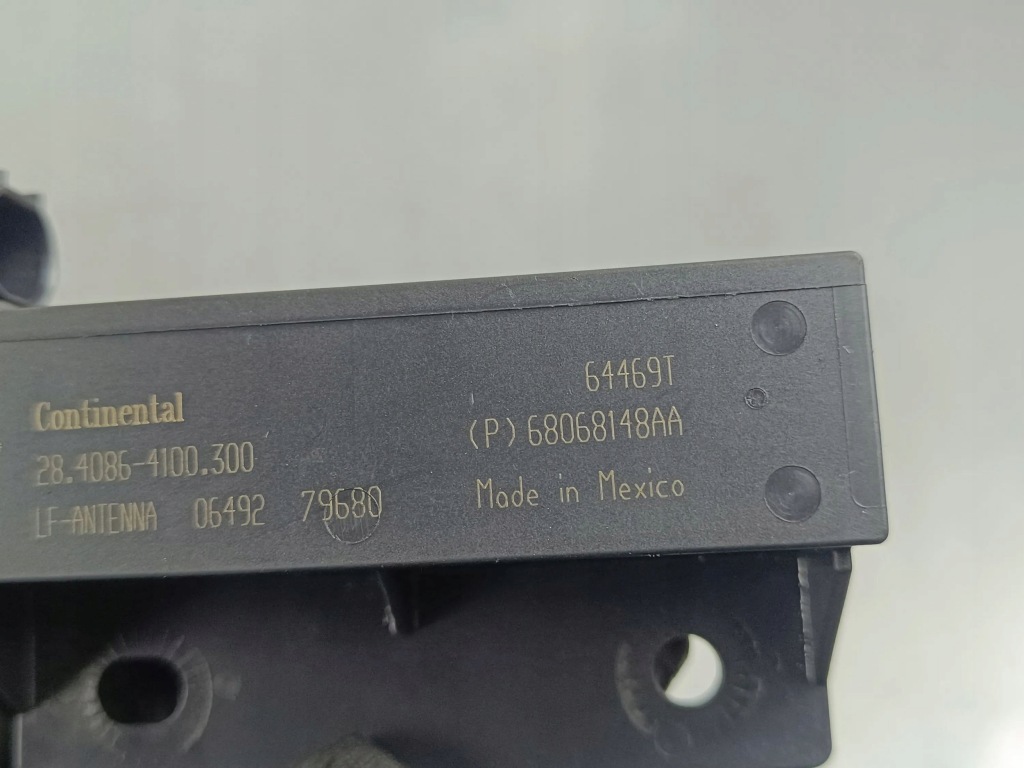 Continental
28.4086-4100.300
LF-ANTENNA 06492 79680
64469T
(P)68068148AA
Made in Mexico